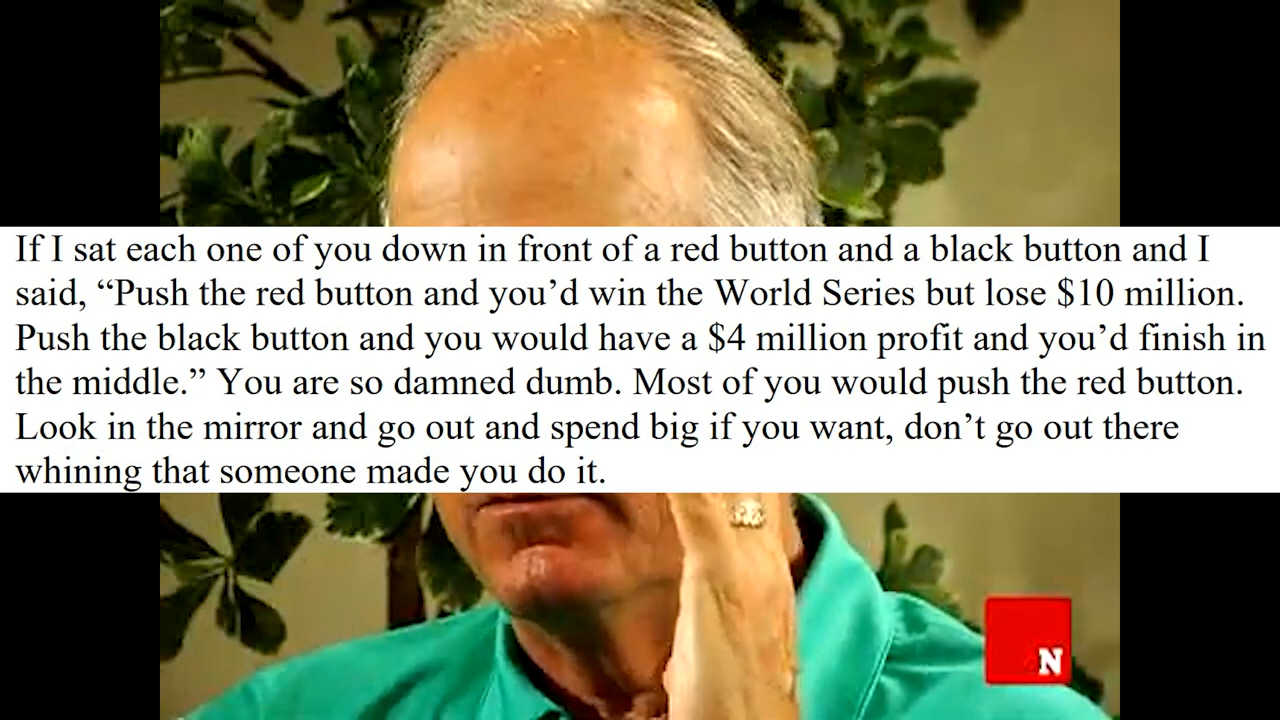 If I sat each one of you down in front of a red button and a black button and I
said, “Push the red button and you’d win the World Series but lose $10 million.
Push the black button and you would have a $4 million profit and you’d finish in
the middle.” You are so damned dumb. Most of you would push the red button.
Look in the mirror and go out and spend big if you want, don’t go out there
whining that someone made you do it.
N